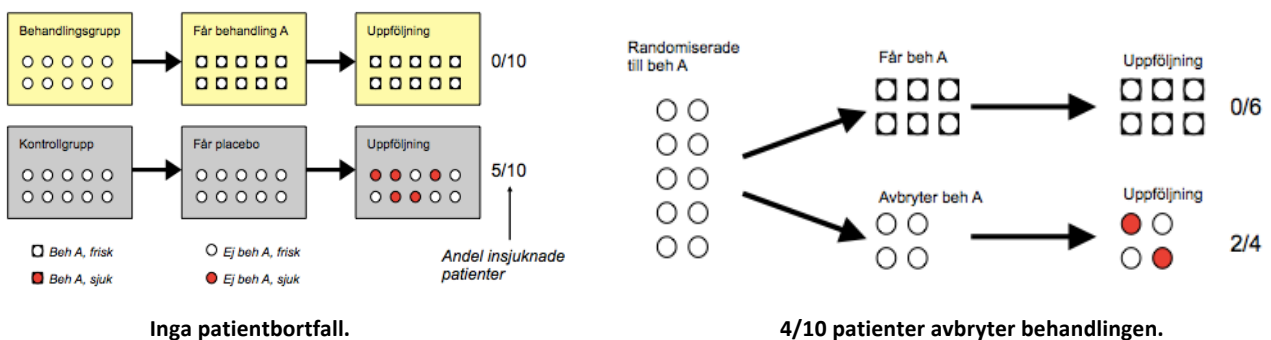 Behandlingsgrupp
Får behandling A
Uppföljning
0/10
Kontrollgrupp
Får placebo
Uppföljning
5/10
Beh A, frisk
Ej beh A, frisk
Beh A, sjuk
Ej beh A, sjuk
Andel insjuknade
patienter
Inga patientbortfall.
Randomiserade
till beh A
Får beh A
Uppföljning
0/6
Avbryter beh A
Uppföljning
2/4
4/10 patienter avbryter behandlingen.